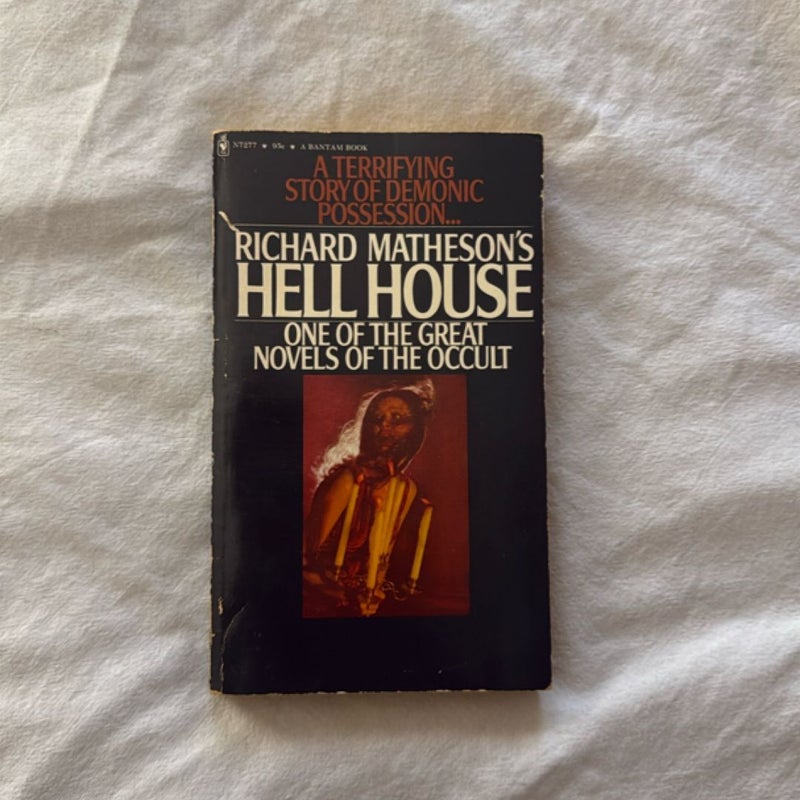 N7277 ★ 95c ★ A BANTAM BOOK
A TERRIFYING
STORY OF DEMONIC
POSSESSION...
RICHARD MATHESON'S
HELL HOUSE
ONE OF THE GREAT
NOVELS OF THE OCCULT